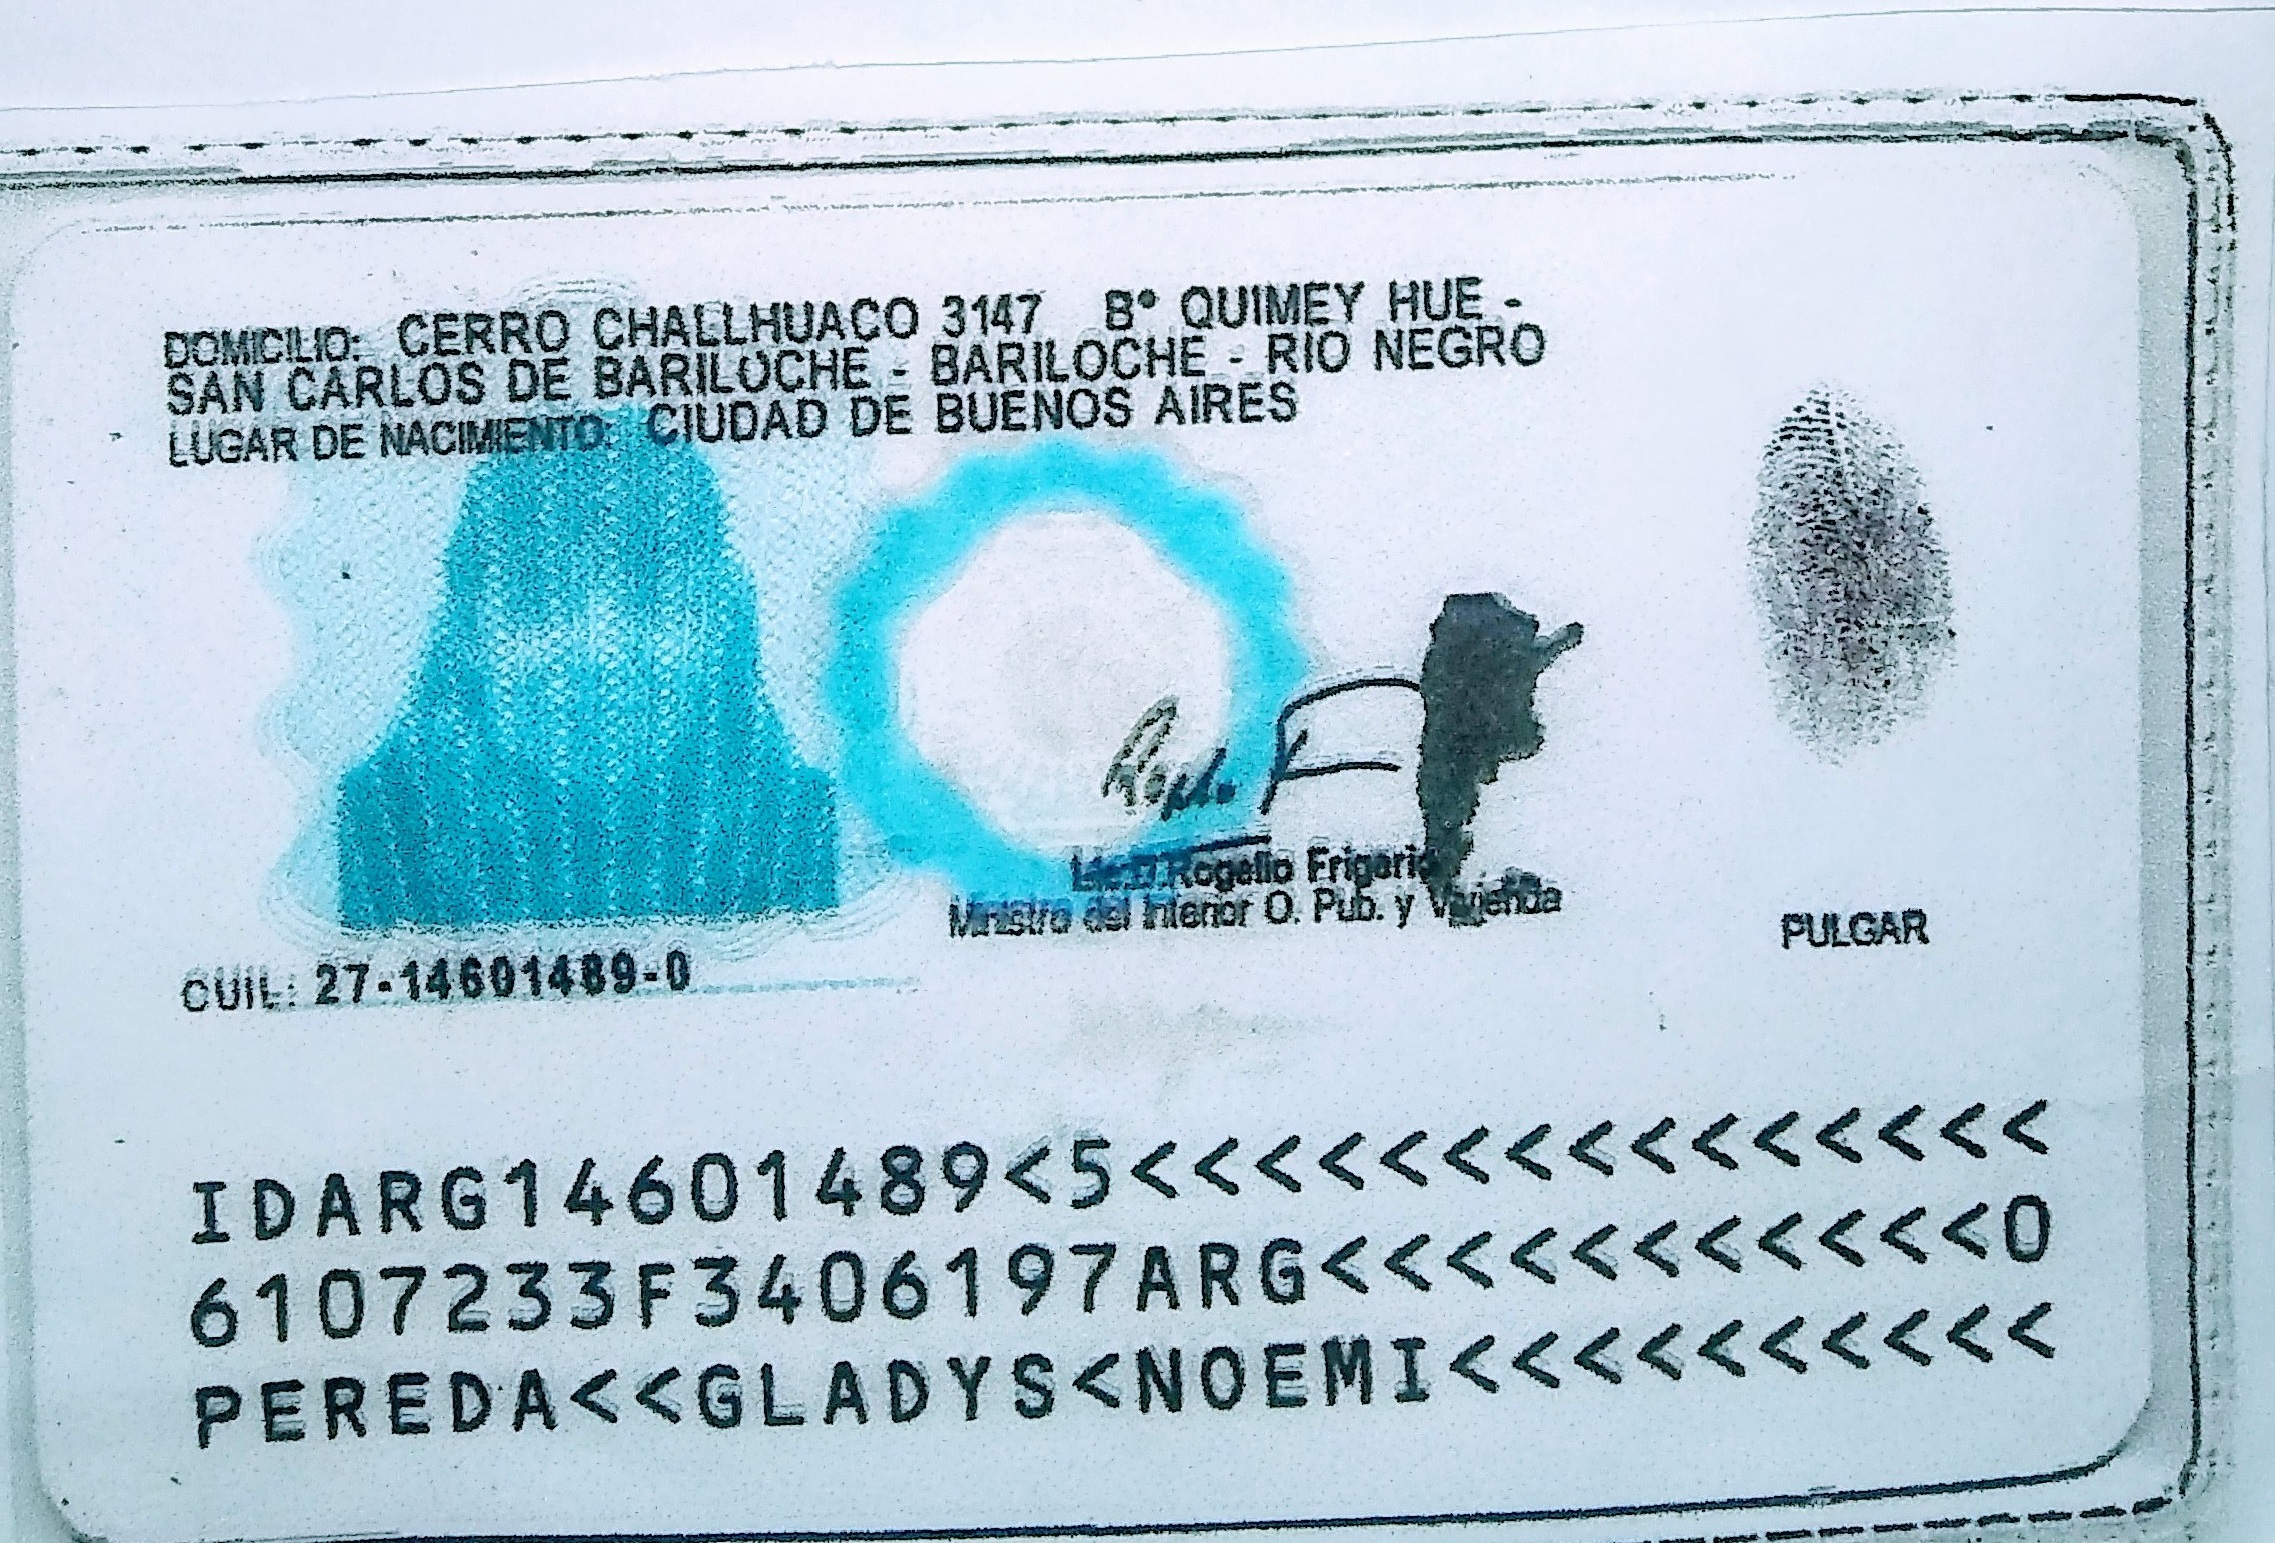 DOMICILIO: CERRO CHALLHUACO 3147 B° QUIMEY HUE -
SAN CARLOS DE BARILOCHE - BARILOCHE - RIO NEGRO
LUGAR DE NACIMIENTO: CIUDAD DE BUENOS AIRES
Rogelio Frigerio
Ministro del Interior O. Pub. y Vivienda
PULGAR
CUIL: 27-14601489-0
IDARG14601489<5<<<<<<<<<<<<<<<
6107233F3406197ARG<<<<<<<<<<<0
PEREDA<<GLADYS<NOEMI<<<<<<<<<<